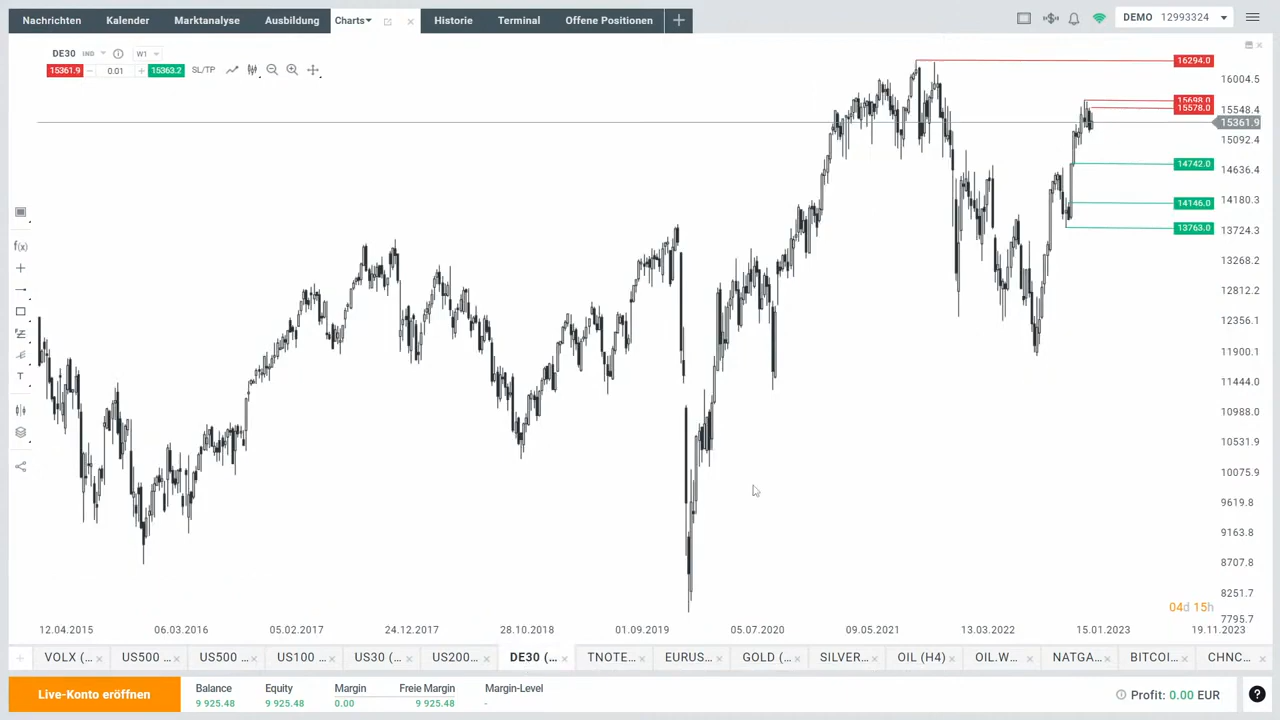 Nachrichten Kalender Marktanalyse Ausbildung Charts Historie Terminal Offene Positionen DEMO 12993324
DE30 IND W1
15361.9 0.01 15363.2 SL/TP
16294.0
16004.5
15698.0
15578.0
15548.4
15361.9
15092.4
14742.0
14636.4
14146.0
14180.3
13763.0
13724.3
13268.2
12812.2
12356.1
11900.1
11444.0
10988.0
10531.9
10075.9
9619.8
9163.8
8707.8
8251.7
7795.7
f(x)
T
04d 15h
12.04.2015 06.03.2016 05.02.2017 24.12.2017 28.10.2018 01.09.2019 05.07.2020 09.05.2021 13.03.2022 15.01.2023 19.11.2023
VOLX (... US500 ... US500 ... US100 ... US30 (... US200... DE30 (... TNOTE... EURUS... GOLD (... SILVER... OIL (H4) OIL.W... NATGA... BITCOI... CHNC...
Live-Konto eröffnen
Balance Equity Margin Freie Margin Margin-Level
9 925.48 9 925.48 0.00 9 925.48 -
Profit: 0.00 EUR